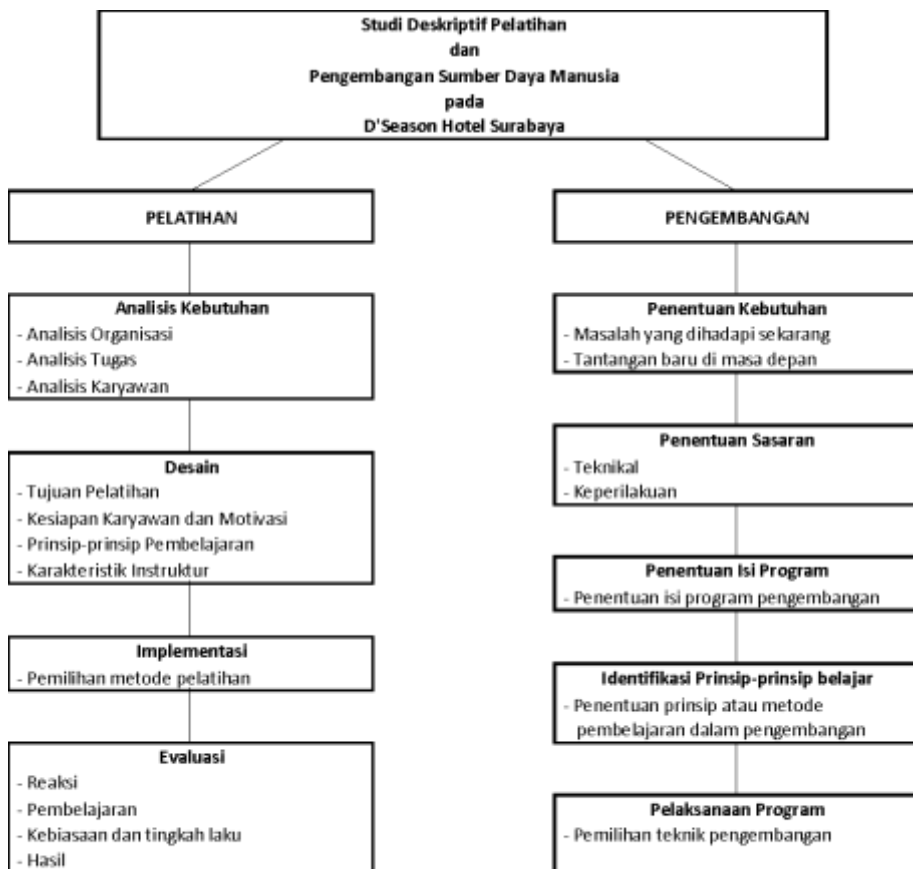 Studi Deskriptif Pelatihan
dan
Pengembangan Sumber Daya Manusia
pada
D'Season Hotel Surabaya
PELATIHAN
Analisis Kebutuhan
- Analisis Organisasi
- Analisis Tugas
- Analisis Karyawan
Desain
- Tujuan Pelatihan
- Kesiapan Karyawan dan Motivasi
- Prinsip-prinsip Pembelajaran
- Karakteristik Instruktur
Implementasi
- Pemilihan metode pelatihan
Evaluasi
- Reaksi
- Pembelajaran
- Kebiasaan dan tingkah laku
- Hasil
PENGEMBANGAN
Penentuan Kebutuhan
- Masalah yang dihadapi sekarang
- Tantangan baru di masa depan
Penentuan Sasaran
- Teknikal
- Keperilakuan
Penentuan Isi Program
- Penentuan isi program pengembangan
Identifikasi Prinsip-prinsip belajar
- Penentuan prinsip atau metode
pembelajaran dalam pengembangan
Pelaksanaan Program
- Pemilihan teknik pengembangan